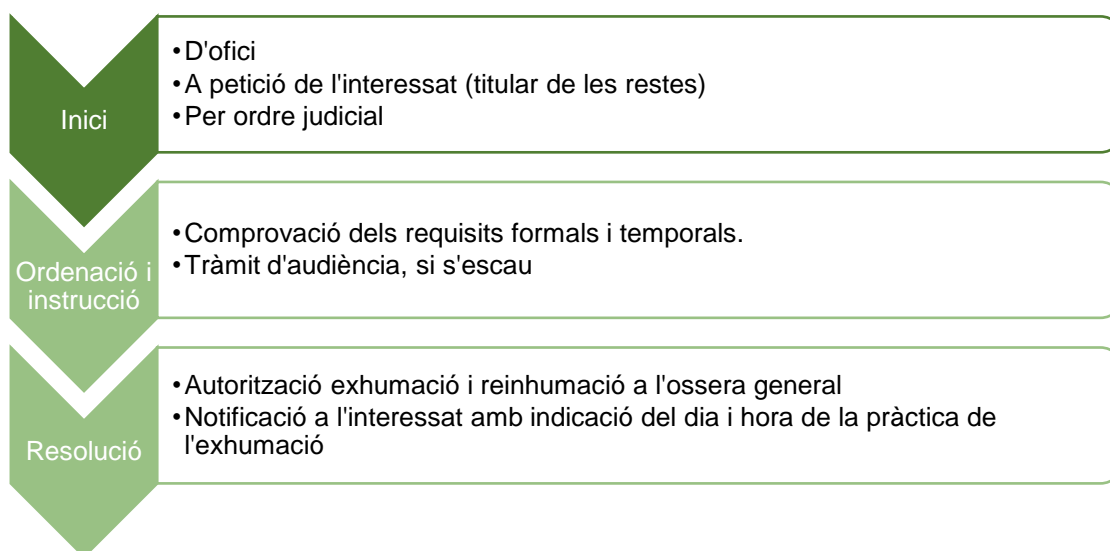 Inici
•D'ofici
•A petició de l'interessat (titular de les restes)
•Per ordre judicial
Ordenació i
instrucció
•Comprovació dels requisits formals i temporals.
•Tràmit d'audiència, si s'escau
Resolució
•Autorització exhumació i reinhumació a l'ossera general
•Notificació a l'interessat amb indicació del dia i hora de la pràctica de
l'exhumació